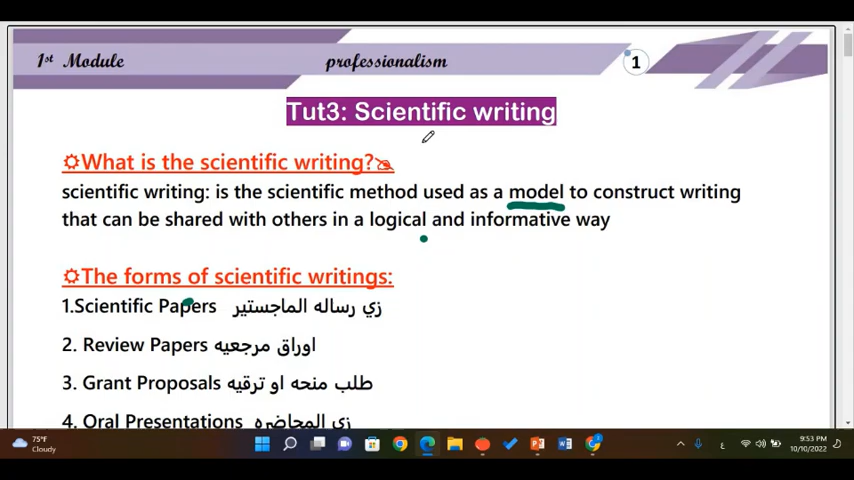 1st Module professionalism 1
Tut3: Scientific writing
What is the scientific writing?
scientific writing: is the scientific method used as a model to construct writing
that can be shared with others in a logical and informative way
The forms of scientific writings:
1.Scientific Papers زي رساله الماجستير
2. Review Papers اوراق مرجعيه
3. Grant Proposals طلب منحه او ترقيه
4. Oral Presentations زي المحاضره
75°F
Cloudy
ع
9:53 PM
10/10/2022